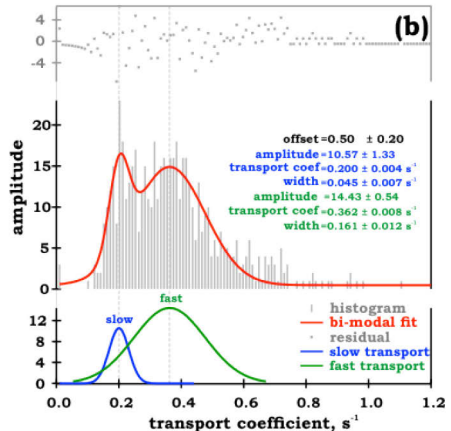 4
0
-4
(b)
amplitude
20
15
10
5
0
offset=0.50 ± 0.20
amplitude=10.57 ± 1.33
transport coef=0.200 ± 0.004 s⁻¹
width=0.045 ± 0.007 s⁻¹
amplitude =14.43 ± 0.54
transport coef=0.362 ± 0.008 s⁻¹
width=0.161 ± 0.012 s⁻¹
12
8
4
0
slow
fast
histogram
bi-modal fit
residual
slow transport
fast transport
0.0 0.2 0.4 0.6 0.8 1.0 1.2
transport coefficient, s⁻¹